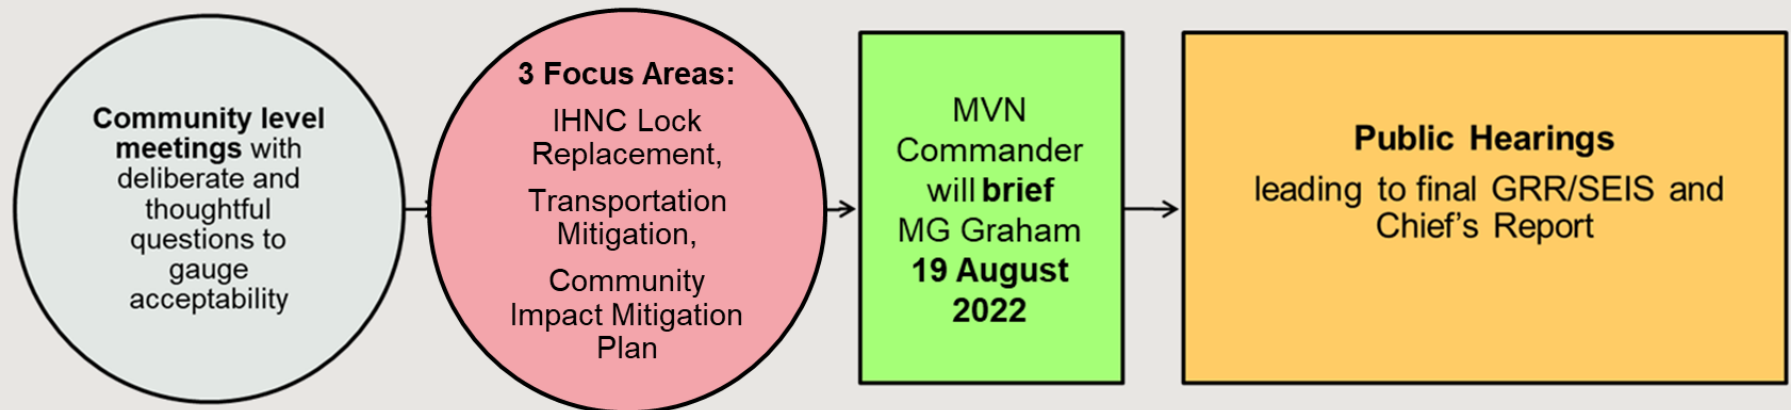 Community level
meetings with
deliberate and
thoughtful
questions to
gauge
acceptability
3 Focus Areas:
IHNC Lock
Replacement,
Transportation
Mitigation,
Community
Impact Mitigation
Plan
MVN
Commander
will brief
MG Graham
19 August
2022
Public Hearings
leading to final GRR/SEIS and
Chief's Report